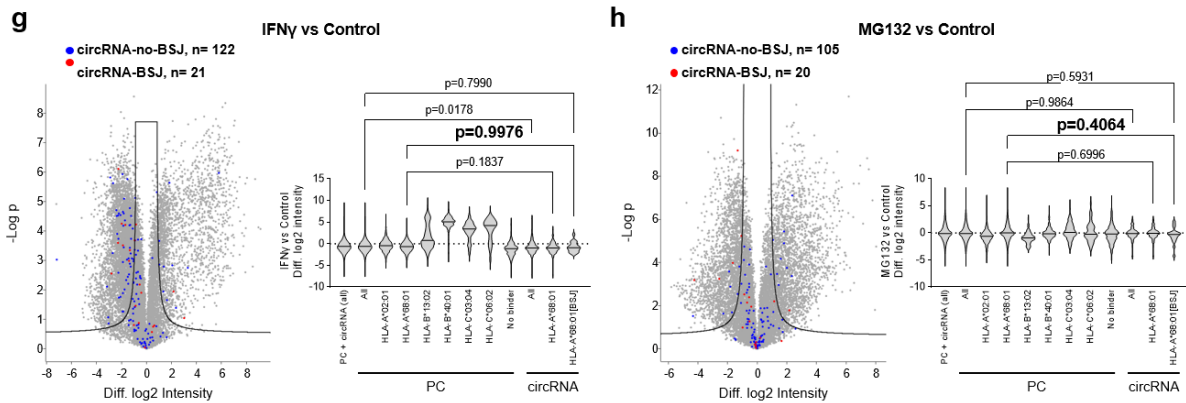 g
IFNγ vs Control
circRNA-no-BSJ, n= 122
circRNA-BSJ, n= 21
-Log p
8
7
6
5
4
3
2
1
0
-8 -6 -4 -2 0 2 4 6 8
Diff. log2 Intensity
p=0.7990
p=0.0178
p=0.9976
p=0.1837
IFNγ vs Control
Diff. log2 intensity
15
10
5
0
-5
-10
PC + circRNA (all)
All
HLA-A*02:01
HLA-A*68:01
HLA-B*13:02
HLA-B*40:01
HLA-C*03:04
HLA-C*06:02
No binder
All
HLA-A*68:01
HLA-A*68:01[BSJ]
PC
circRNA
h
MG132 vs Control
circRNA-no-BSJ, n= 105
circRNA-BSJ, n= 20
-Log p
12
10
8
6
4
2
0
-6 -4 -2 0 2 4 6 8
Diff. log2 Intensity
p=0.5931
p=0.9864
p=0.4064
p=0.6996
MG132 vs Control
Diff. log2 intensity
15
10
5
0
-5
-10
PC + circRNA (all)
All
HLA-A*02:01
HLA-A*68:01
HLA-B*13:02
HLA-B*40:01
HLA-C*03:04
HLA-C*06:02
No binder
All
HLA-A*68:01
HLA-A*68:01[BSJ]
PC
circRNA